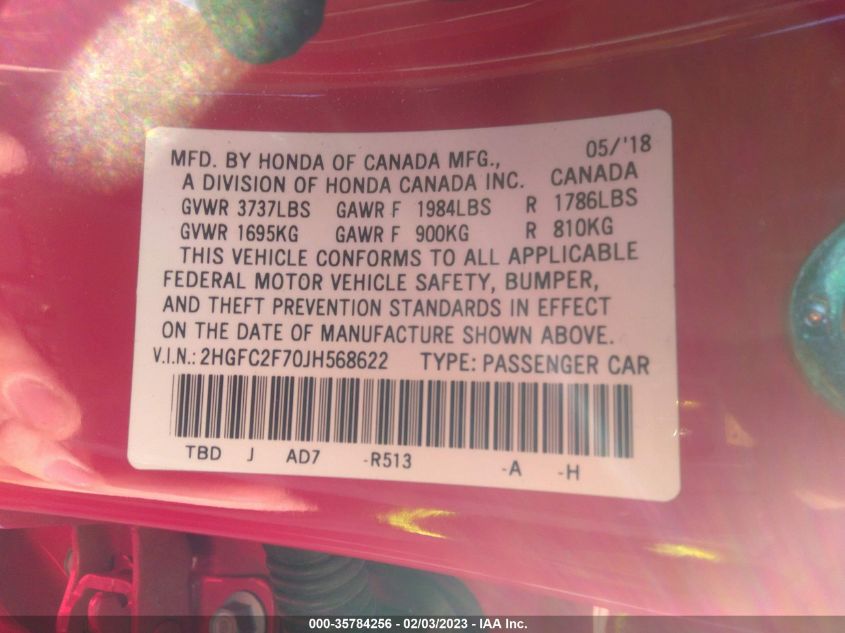 05/'18
MFD. BY HONDA OF CANADA MFG.,
A DIVISION OF HONDA CANADA INC. CANADA
GVWR 3737LBS GAWR F 1984LBS R 1786LBS
GVWR 1695KG GAWR F 900KG R 810KG
THIS VEHICLE CONFORMS TO ALL APPLICABLE
FEDERAL MOTOR VEHICLE SAFETY, BUMPER,
AND THEFT PREVENTION STANDARDS IN EFFECT
ON THE DATE OF MANUFACTURE SHOWN ABOVE.
V.I.N.: 2HGFC2F70JH568622 TYPE: PASSENGER CAR
TBD J AD7 -R513 -A -H
000-35784256 - 02/03/2023 - IAA Inc.